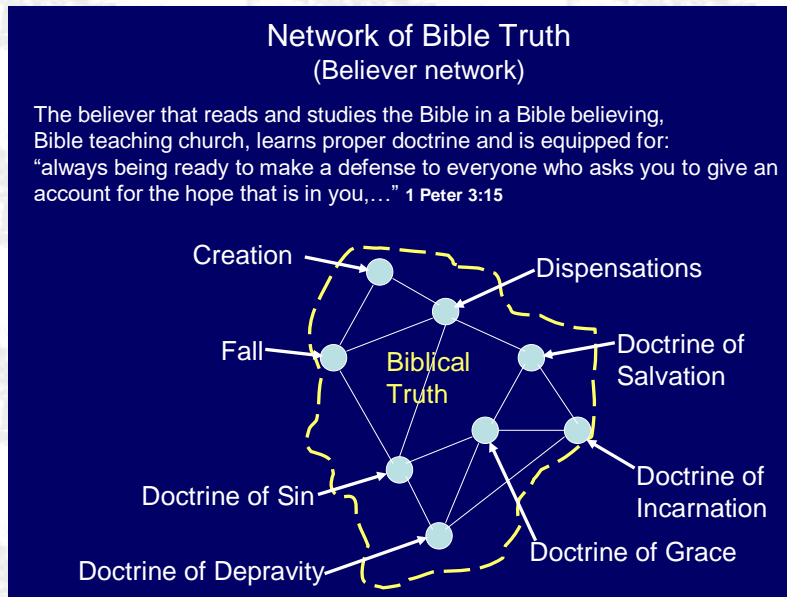 Network of Bible Truth
(Believer network)
The believer that reads and studies the Bible in a Bible believing,
Bible teaching church, learns proper doctrine and is equipped for:
“always being ready to make a defense to everyone who asks you to give an
account for the hope that is in you,…” 1 Peter 3:15
Creation
Dispensations
Fall
Biblical
Truth
Doctrine of
Salvation
Doctrine of Sin
Doctrine of
Incarnation
Doctrine of Grace
Doctrine of Depravity